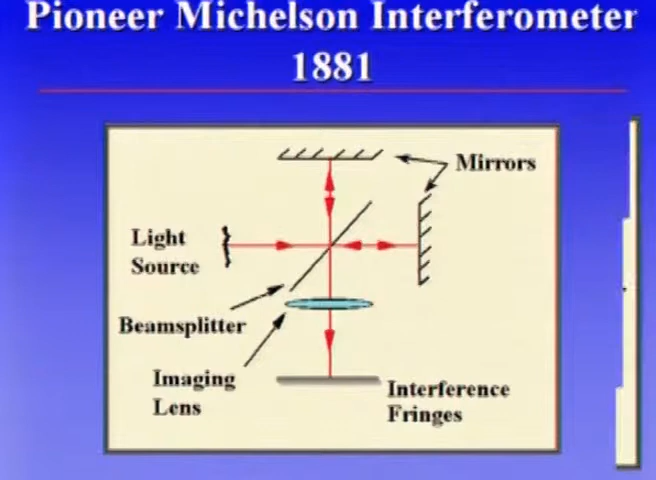 Pioneer Michelson Interferometer
1881
Mirrors
Light
Source
Beamsplitter
Imaging
Lens
Interference
Fringes